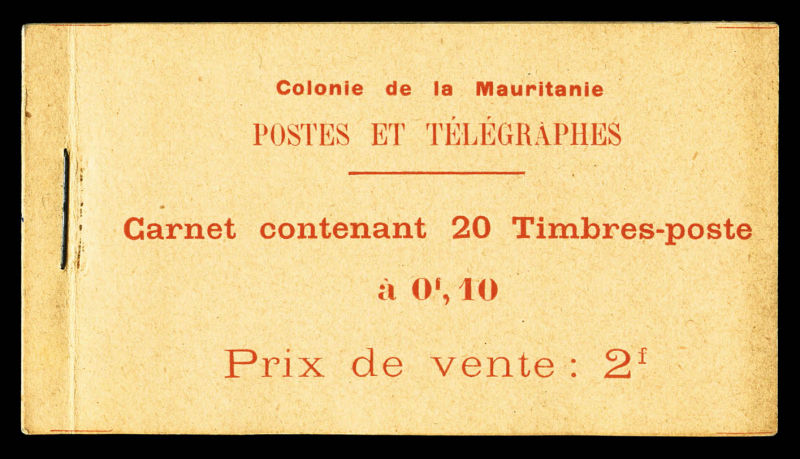 Colonie de la Mauritanie
POSTES ET TÉLÉGRAPHES
Carnet contenant 20 Timbres-poste
à 0f, 10
Prix de vente : 2f